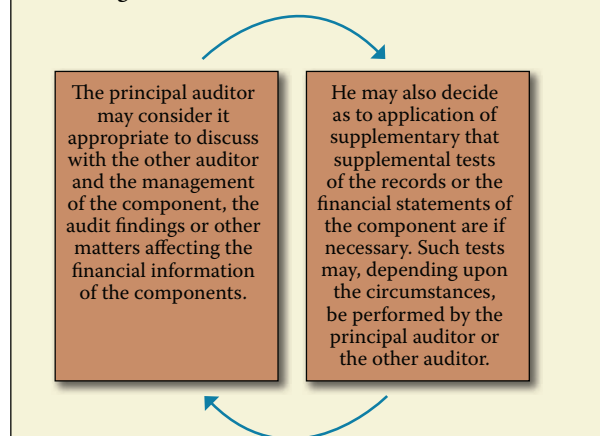 The principal auditor
may consider it
appropriate to discuss
with the other auditor
and the management
of the component, the
audit findings or other
matters affecting the
financial information
of the components.
He may also decide
as to application of
supplementary that
supplemental tests
of the records or the
financial statements of
the component are if
necessary. Such tests
may, depending upon
the circumstances,
be performed by the
principal auditor or
the other auditor.